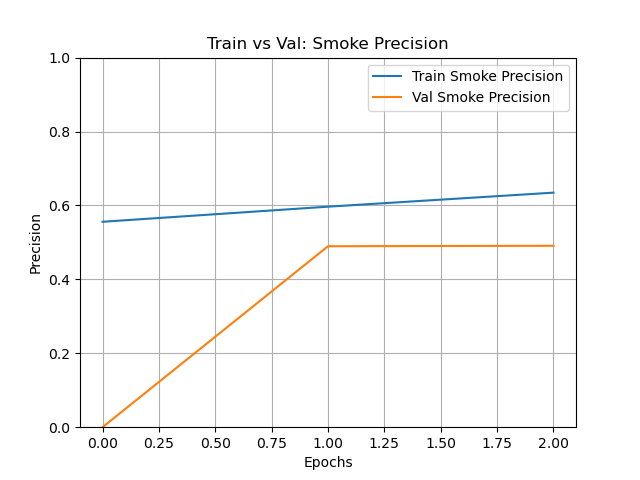 Train vs Val: Smoke Precision
Train Smoke Precision
Val Smoke Precision
Precision
1.0
0.8
0.6
0.4
0.2
0.0
0.00 0.25 0.50 0.75 1.00 1.25 1.50 1.75 2.00
Epochs